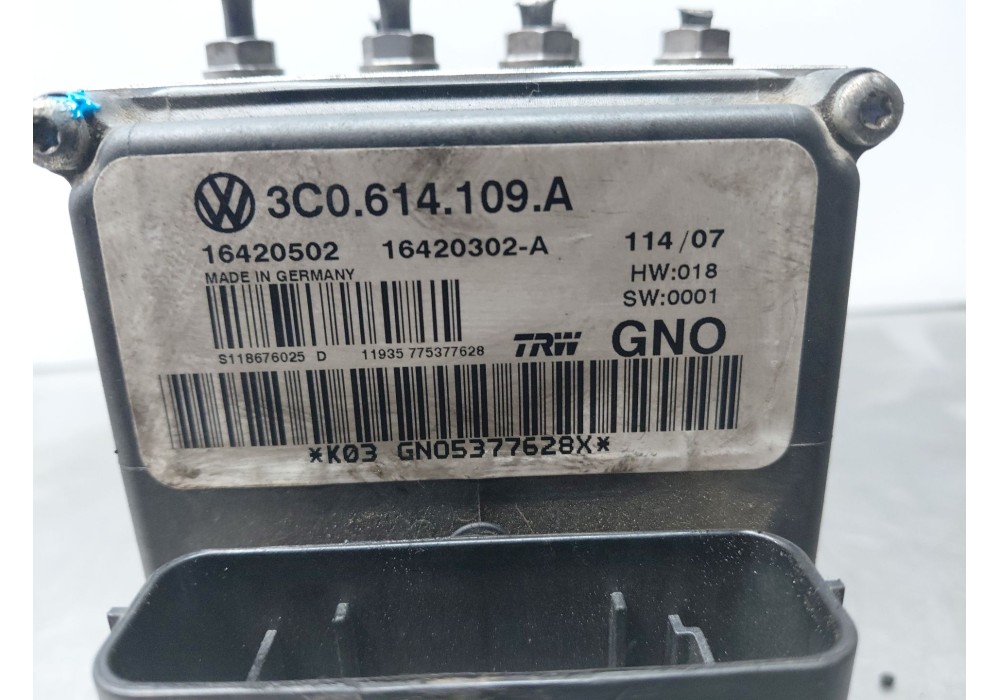 3C0.614.109.A
16420502 16420302-A 114/07
MADE IN GERMANY HW:018
SW:0001
S118676025 D 11935 775377628 TRW GNO
*K03 GNO5377628X*